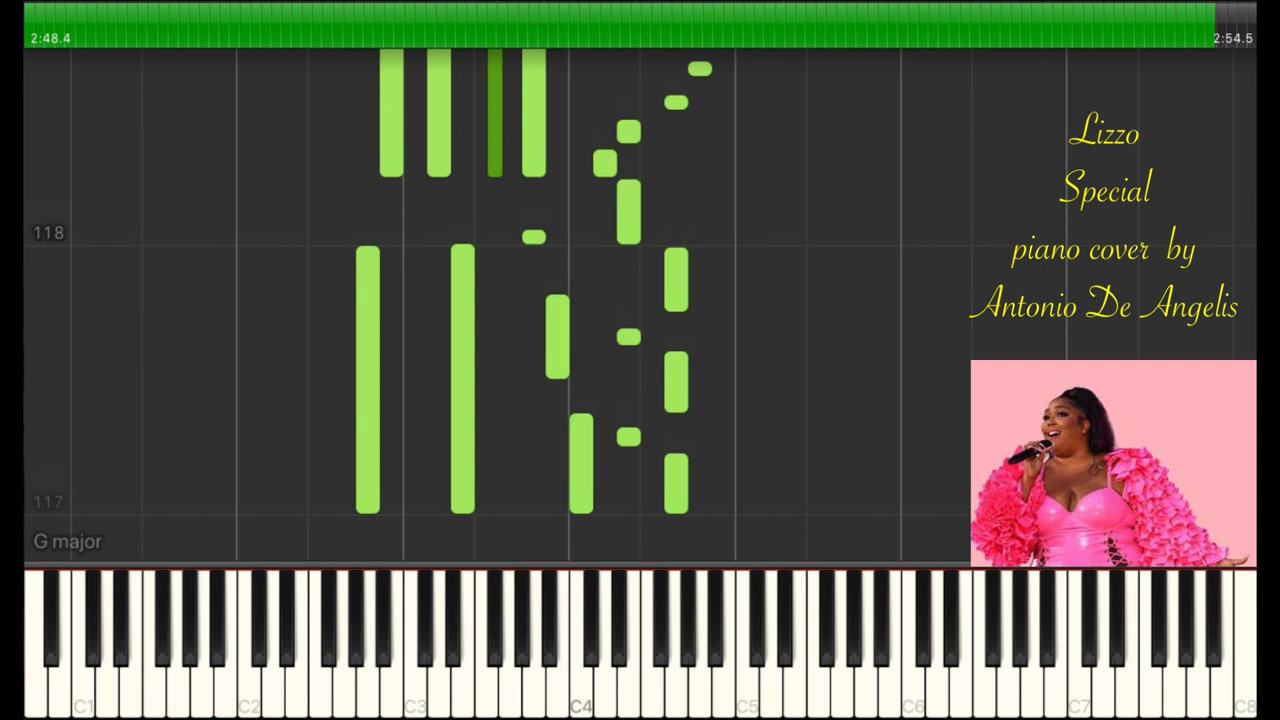 2:48.4
2:54.5
Lizzo
Special
piano cover by
Antonio De Angelis
118
117
G major
C1 C2 C3 C4 C5 C6 C7 C8